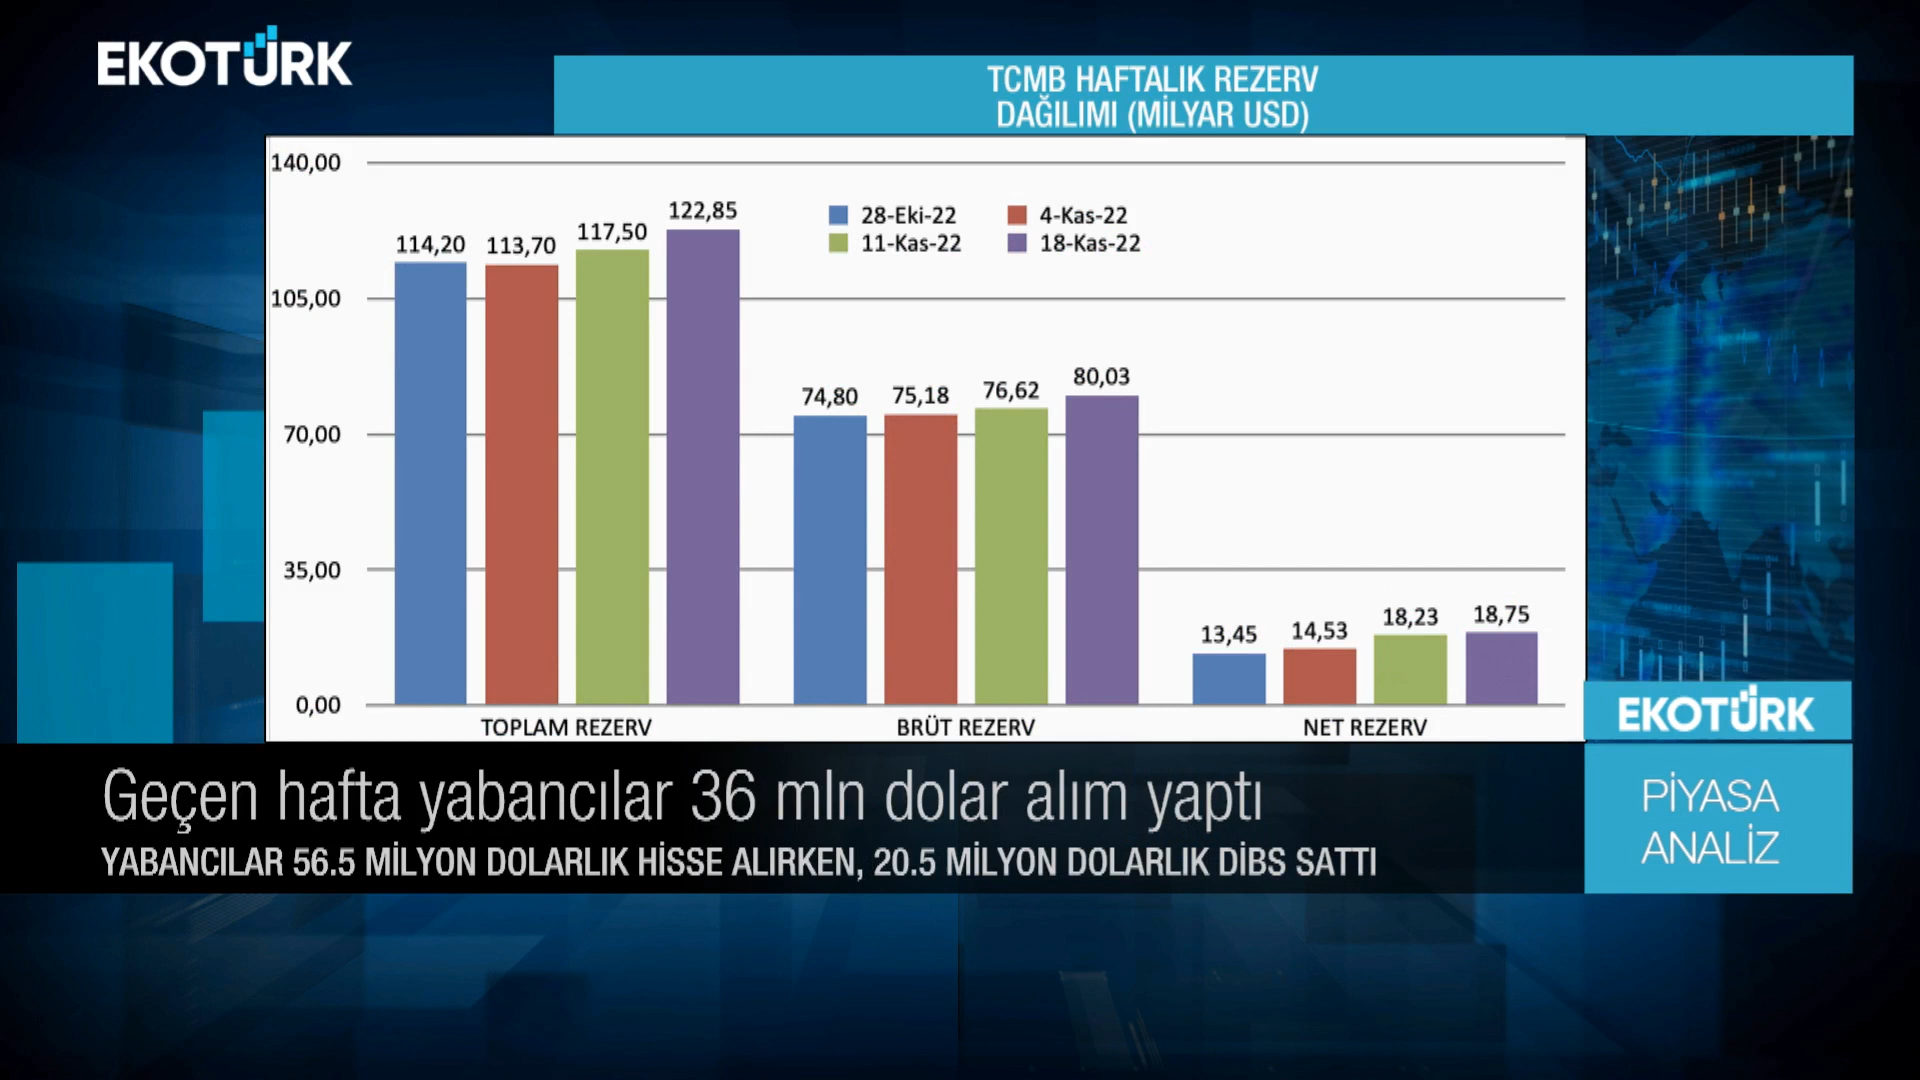 EKOTÜRK
TCMB HAFTALIK REZERV
DAĞILIMI (MİLYAR USD)
140,00
105,00
70,00
35,00
0,00
28-Eki-22
4-Kas-22
11-Kas-22
18-Kas-22
114,20
113,70
117,50
122,85
74,80
75,18
76,62
80,03
13,45
14,53
18,23
18,75
TOPLAM REZERV
BRÜT REZERV
NET REZERV
EKOTÜRK
Geçen hafta yabancılar 36 mln dolar alım yaptı
YABANCILAR 56.5 MİLYON DOLARLIK HİSSE ALIRKEN, 20.5 MİLYON DOLARLIK DİBS SATTI
PİYASA
ANALİZ